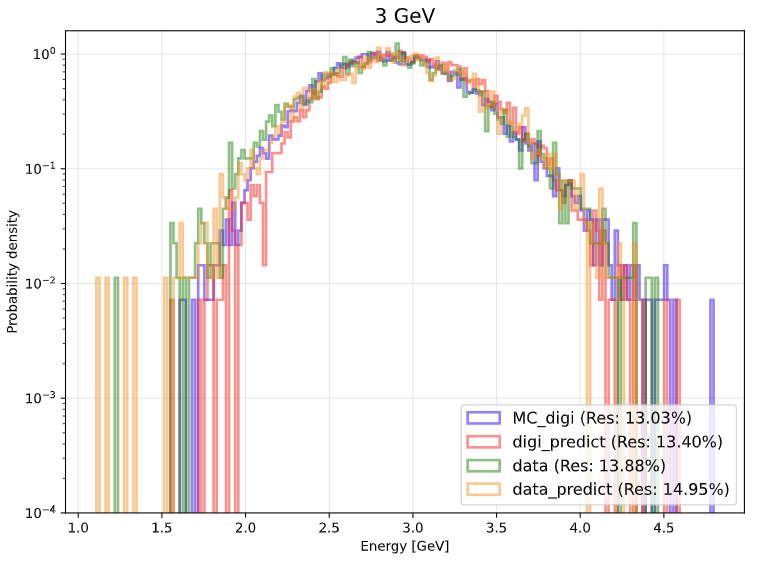 3 GeV
Probability density
10⁰
10⁻¹
10⁻²
10⁻³
10⁻⁴
MC_digi (Res: 13.03%)
digi_predict (Res: 13.40%)
data (Res: 13.88%)
data_predict (Res: 14.95%)
1.0 1.5 2.0 2.5 3.0 3.5 4.0 4.5
Energy [GeV]